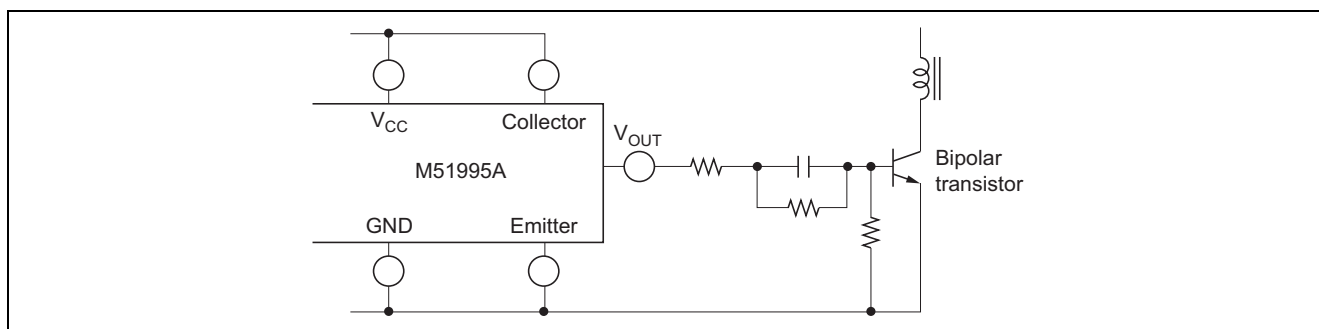 V_CC
Collector
V_OUT
M51995A
Bipolar
transistor
GND
Emitter